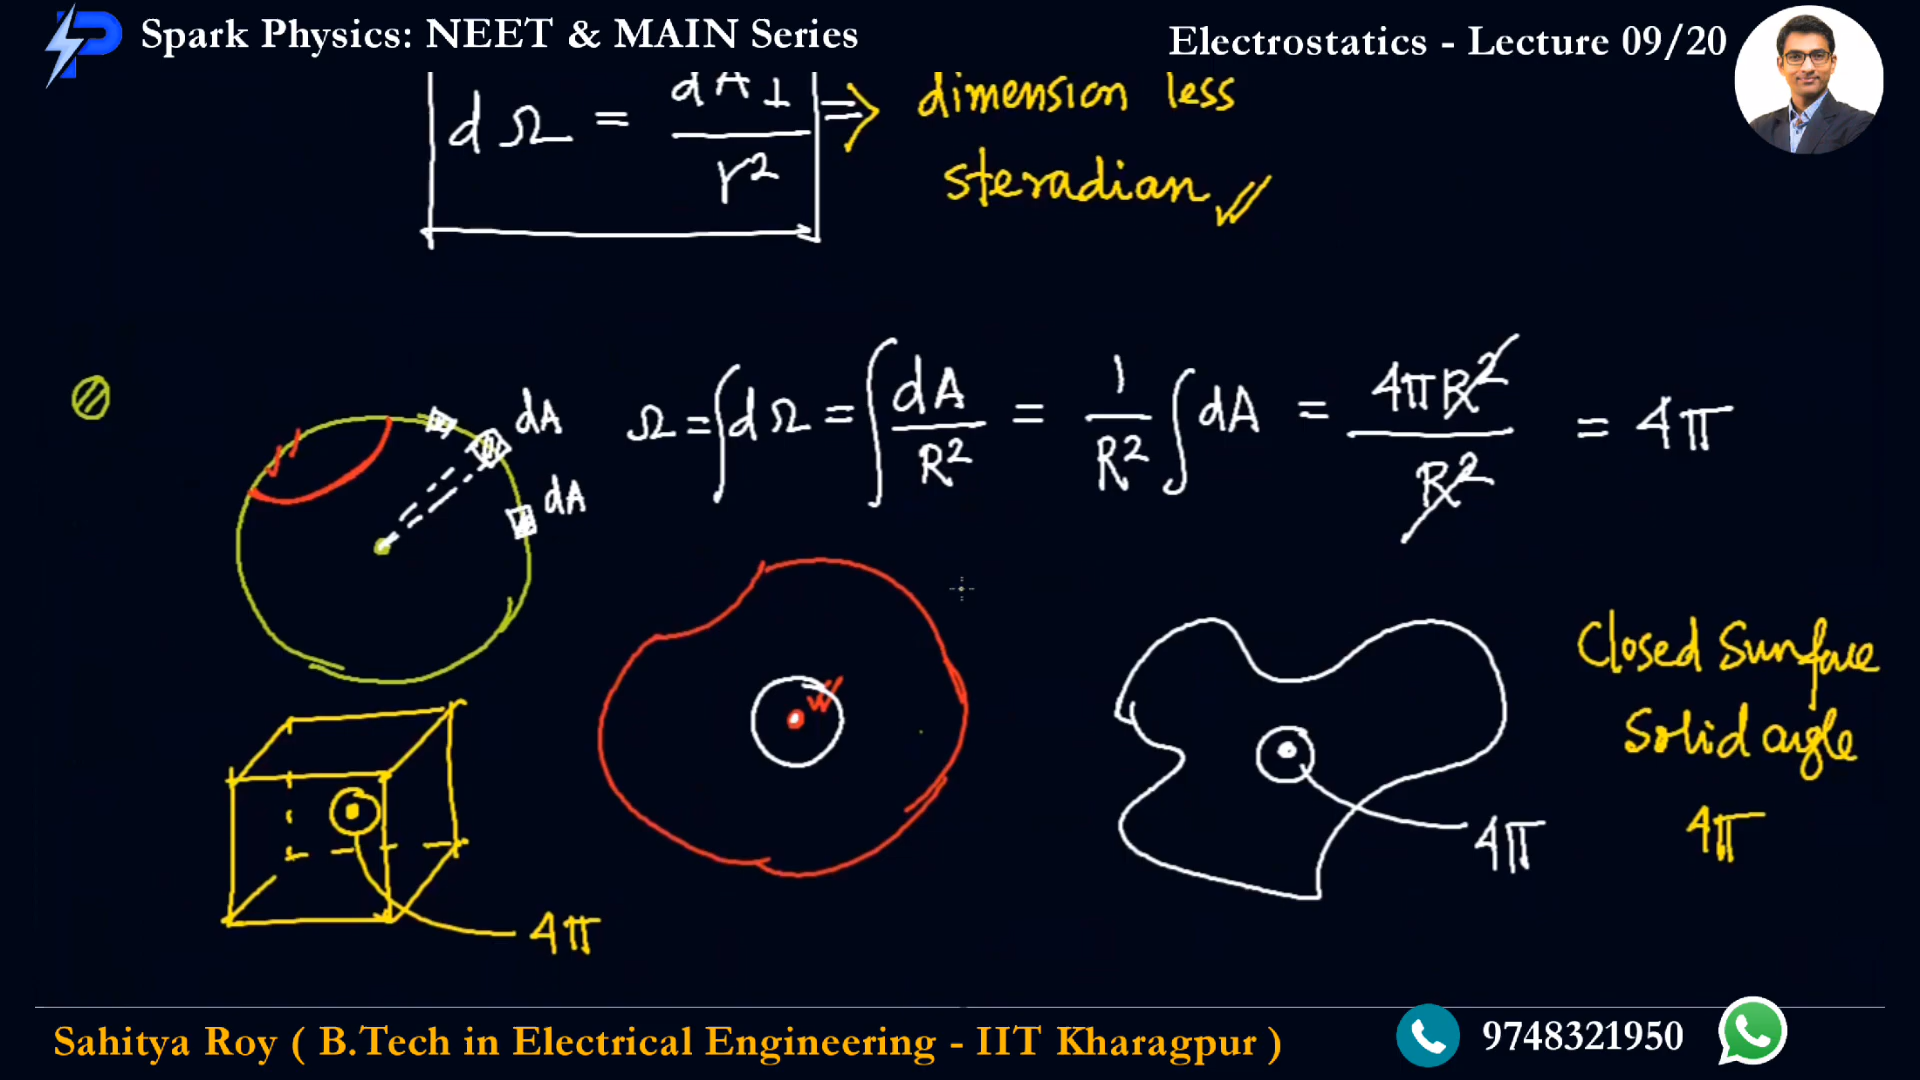 Spark Physics: NEET & MAIN Series
Electrostatics - Lecture 09/20
dΩ = dA⊥ / r² ⇒ dimension less
steradian
dA
Ω = ∫dΩ = ∫ dA / R² = 1 / R² ∫ dA = 4πR² / R² = 4π
dA
Closed Surface
Solid angle
4π
4π
4π
Sahitya Roy ( B.Tech in Electrical Engineering - IIT Kharagpur )
9748321950